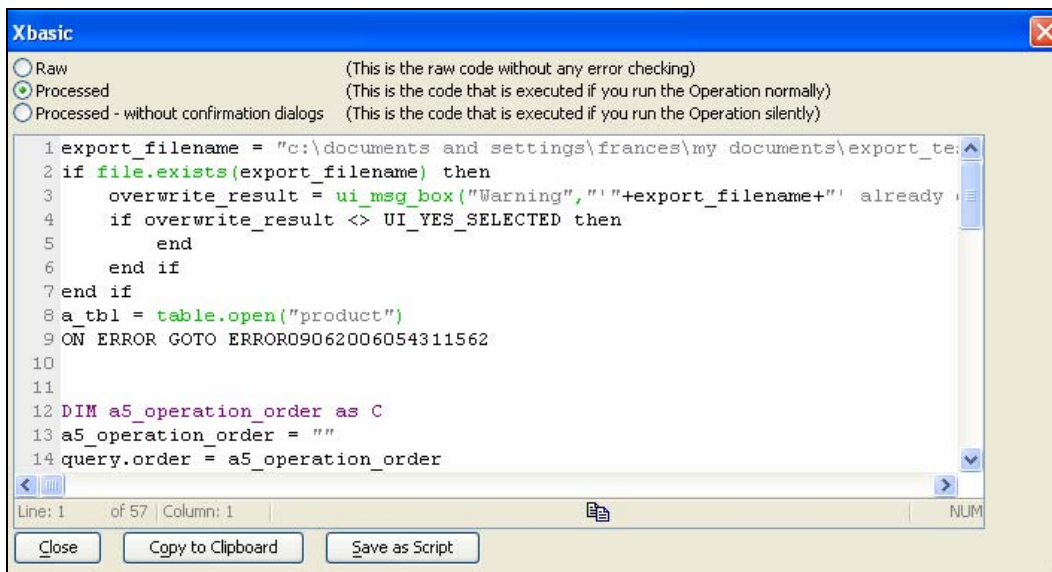 Xbasic
Raw (This is the raw code without any error checking)
Processed (This is the code that is executed if you run the Operation normally)
Processed - without confirmation dialogs (This is the code that is executed if you run the Operation silently)
1 export_filename = "c:\documents and settings\frances\my documents\export_te
2 if file.exists(export_filename) then
3 overwrite_result = ui_msg_box("Warning","'"+export_filename+"' already
4 if overwrite_result <> UI_YES_SELECTED then
5 end
6 end if
7 end if
8 a_tbl = table.open("product")
9 ON ERROR GOTO ERROR09062006054311562
10
11
12 DIM a5_operation_order as C
13 a5_operation_order = ""
14 query.order = a5_operation_order
Line: 1 of 57 Column: 1 NUM
Close Copy to Clipboard Save as Script